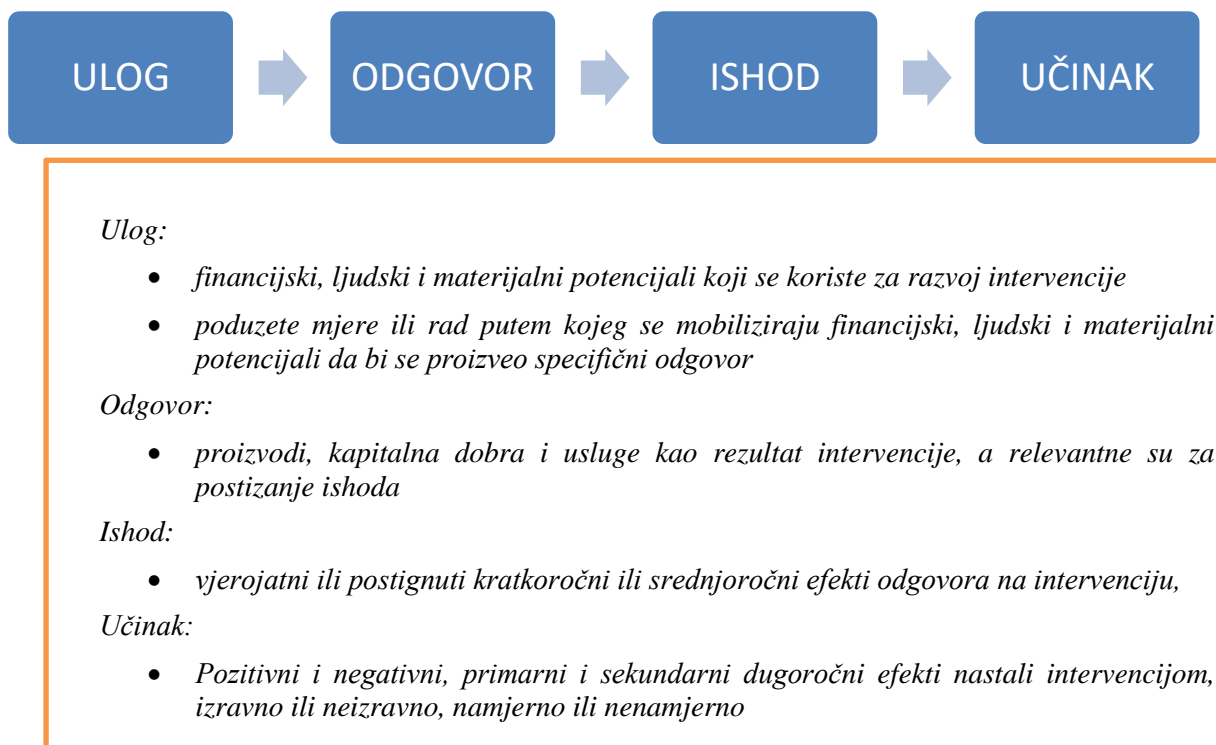 ULOG ODGOVOR ISHOD UČINAK
Ulog:
• financijski, ljudski i materijalni potencijali koji se koriste za razvoj intervencije
• poduzete mjere ili rad putem kojeg se mobiliziraju financijski, ljudski i materijalni
potencijali da bi se proizveo specifični odgovor
Odgovor:
• proizvodi, kapitalna dobra i usluge kao rezultat intervencije, a relevantne su za
postizanje ishoda
Ishod:
• vjerojatni ili postignuti kratkoročni ili srednjoročni efekti odgovora na intervenciju,
Učinak:
• Pozitivni i negativni, primarni i sekundarni dugoročni efekti nastali intervencijom,
izravno ili neizravno, namjerno ili nenamjerno